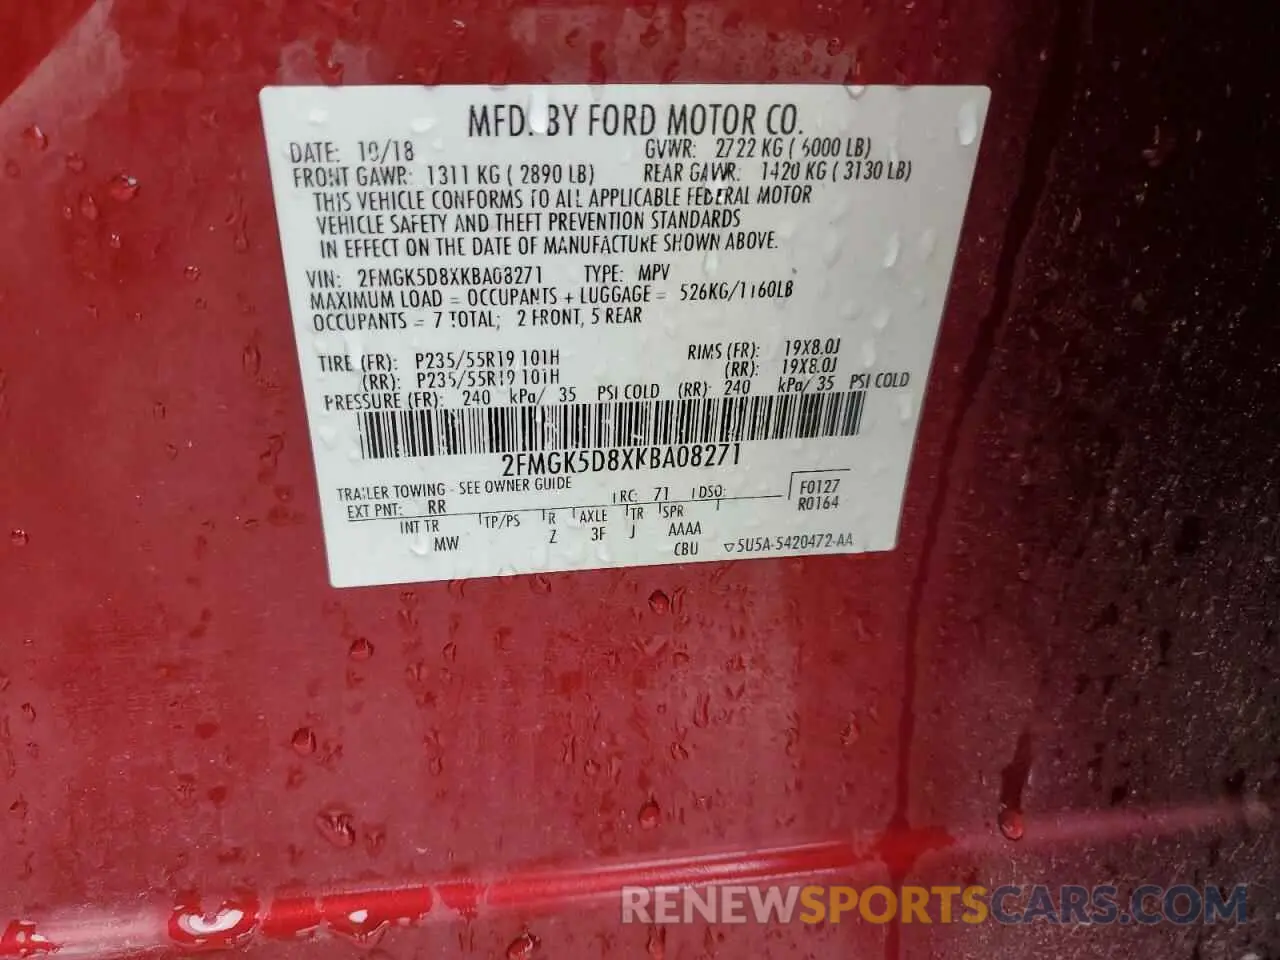 MFD. BY FORD MOTOR CO.
DATE: 10/18 GVWR: 2722 KG ( 6000 LB)
FRONT GAWR: 1311 KG ( 2890 LB) REAR GAWR: 1420 KG ( 3130 LB)
THIS VEHICLE CONFORMS TO ALL APPLICABLE FEDERAL MOTOR
VEHICLE SAFETY AND THEFT PREVENTION STANDARDS
IN EFFECT ON THE DATE OF MANUFACTURE SHOWN ABOVE.
VIN: 2FMGK5D8XKBA08271 TYPE: MPV
MAXIMUM LOAD = OCCUPANTS + LUGGAGE = 526KG/1160LB
OCCUPANTS = 7 TOTAL; 2 FRONT, 5 REAR
TIRE (FR): P235/55R19 101H RIMS (FR): 19X8.0J
(RR): P235/55R19 101H (RR): 19X8.0J
PRESSURE (FR): 240 kPa/ 35 PSI COLD (RR): 240 kPa/ 35 PSI COLD
2FMGK5D8XKBA08271
TRAILER TOWING - SEE OWNER GUIDE
EXT PNT: RR RC: 71 DSO: F0127
R0164
INT TR TP/PS R AXLE TR SPR
MW Z 3F J AAAA
CBU ▽5U5A-5420472-AA
RENEWSPORTSCARS.COM